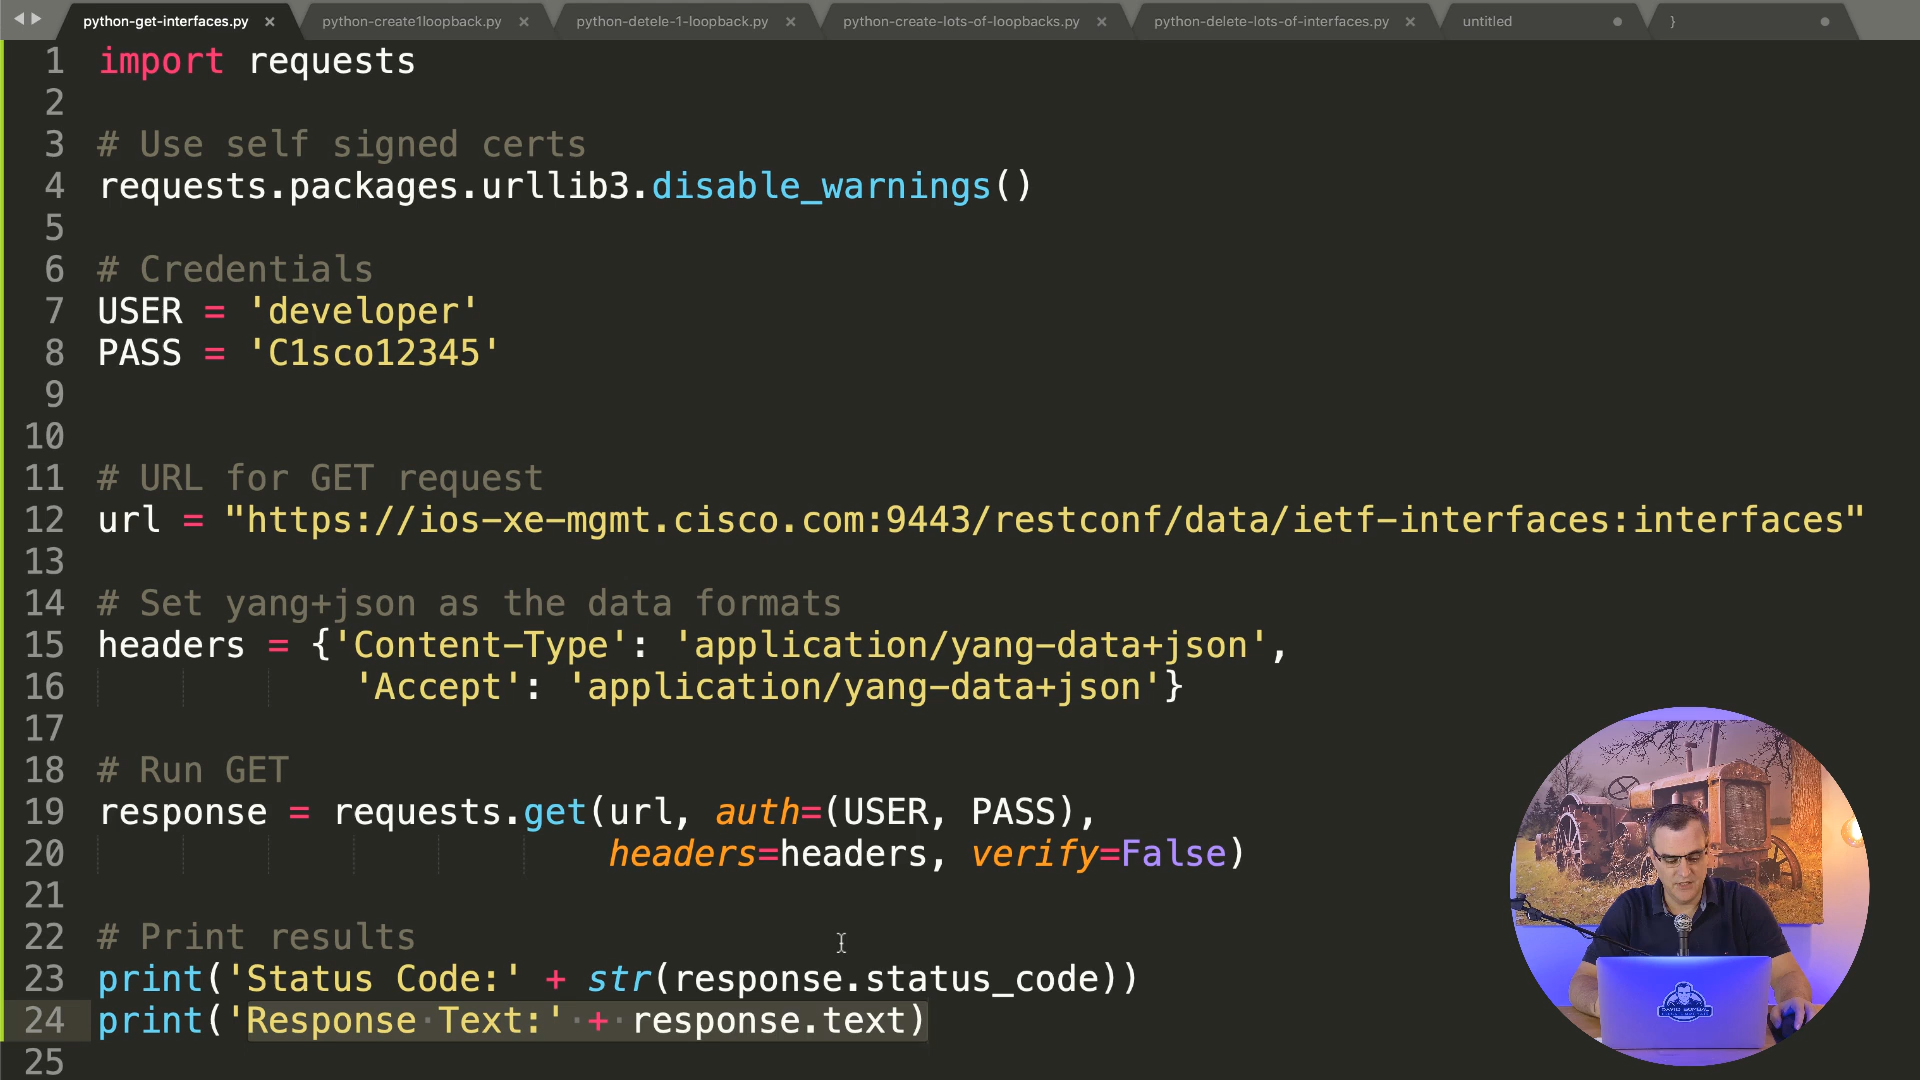 python-get-interfaces.py × python-create1loopback.py × python-detele-1-loopback.py × python-create-lots-of-loopbacks.py × python-delete-lots-of-interfaces.py × untitled }
1 import requests
2
3 # Use self signed certs
4 requests.packages.urllib3.disable_warnings()
5
6 # Credentials
7 USER = 'developer'
8 PASS = 'C1sco12345'
9
10
11 # URL for GET request
12 url = "https://ios-xe-mgmt.cisco.com:9443/restconf/data/ietf-interfaces:interfaces"
13
14 # Set yang+json as the data formats
15 headers = {'Content-Type': 'application/yang-data+json',
16 'Accept': 'application/yang-data+json'}
17
18 # Run GET
19 response = requests.get(url, auth=(USER, PASS),
20 headers=headers, verify=False)
21
22 # Print results
23 print('Status Code:' + str(response.status_code))
24 print('Response Text:' + response.text)
25
DAVID BOMBAL